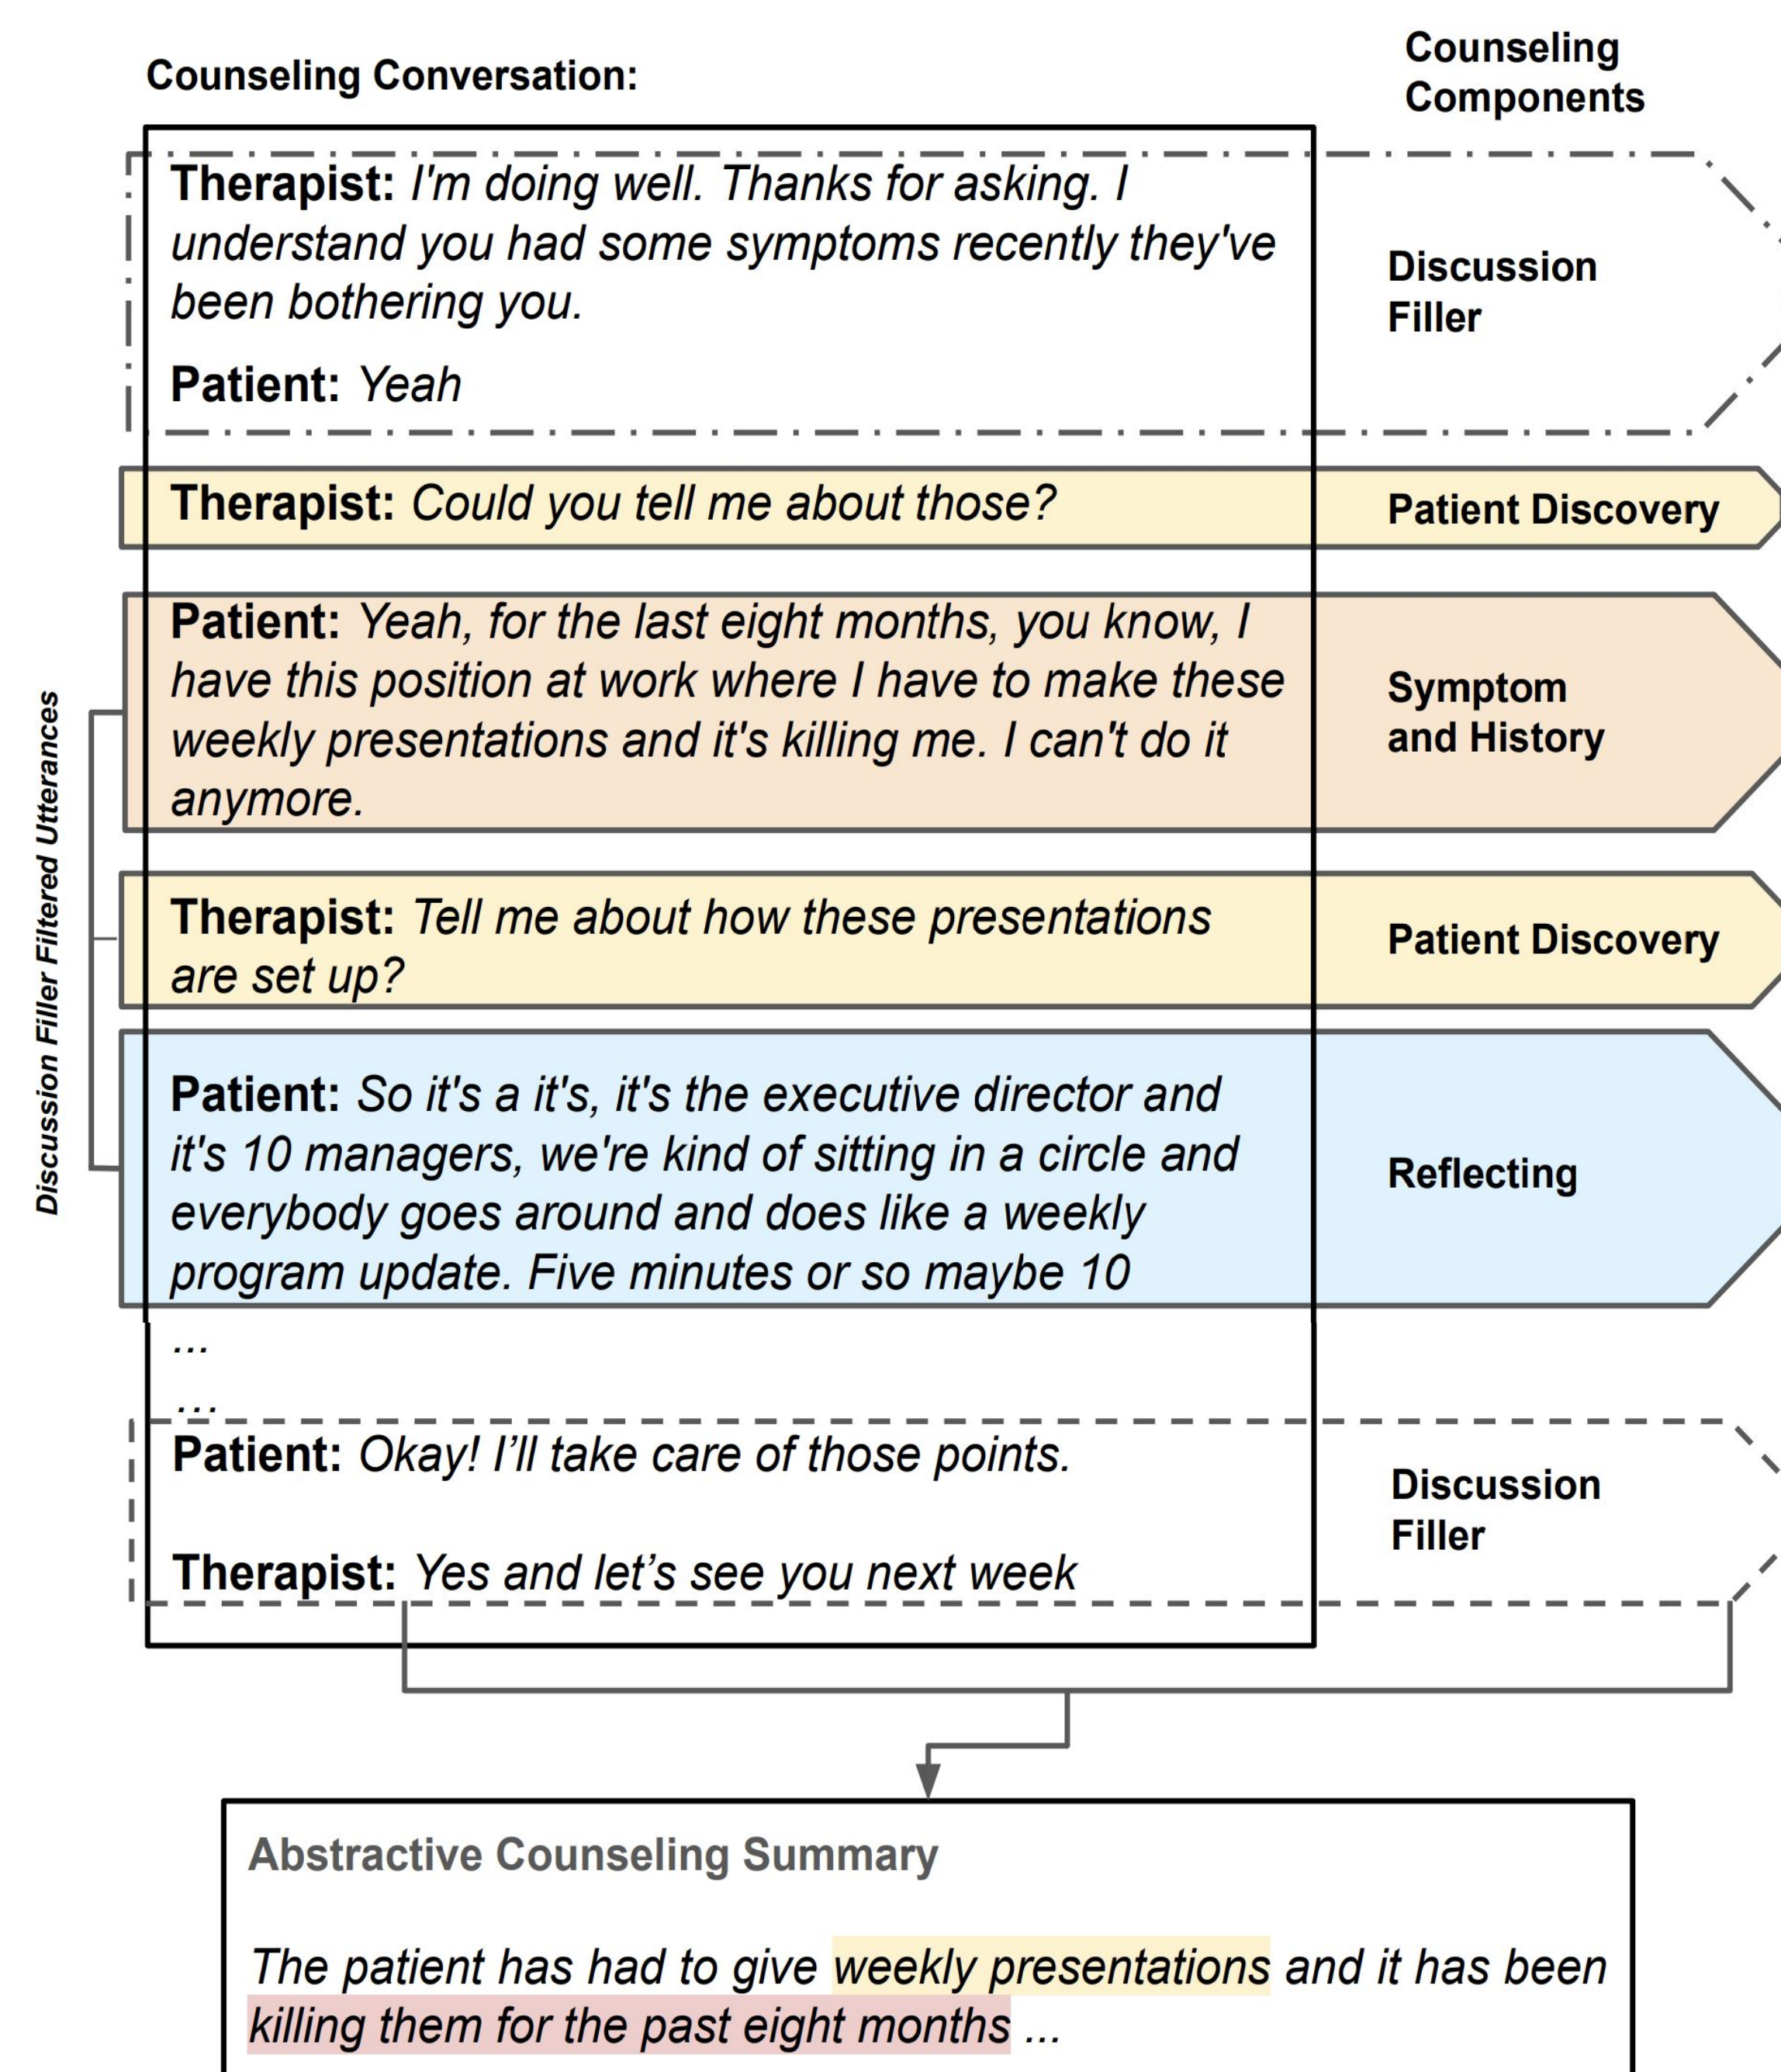 Counseling Conversation:
Counseling
Components
Therapist: I'm doing well. Thanks for asking. I
understand you had some symptoms recently they've
been bothering you.
Patient: Yeah
Discussion
Filler
Therapist: Could you tell me about those?
Patient Discovery
Patient: Yeah, for the last eight months, you know, I
have this position at work where I have to make these
weekly presentations and it's killing me. I can't do it
anymore.
Symptom
and History
Discussion Filler Filtered Utterances
Therapist: Tell me about how these presentations
are set up?
Patient Discovery
Patient: So it's a it's, it's the executive director and
it's 10 managers, we're kind of sitting in a circle and
everybody goes around and does like a weekly
program update. Five minutes or so maybe 10
Reflecting
...
...
Patient: Okay! I’ll take care of those points.
Therapist: Yes and let’s see you next week
Discussion
Filler
Abstractive Counseling Summary
The patient has had to give weekly presentations and it has been
killing them for the past eight months ...